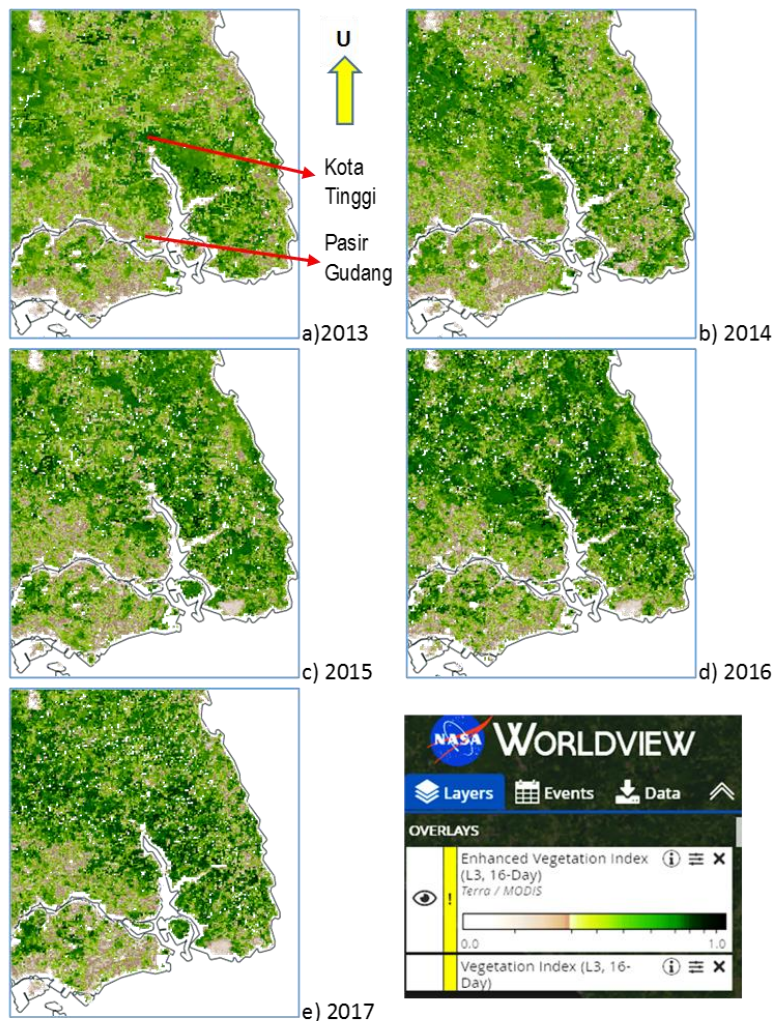 U
Kota
Tinggi
Pasir
Gudang
a)2013
b) 2014
c) 2015
d) 2016
e) 2017
NASA WORLDVIEW
Layers Events Data
OVERLAYS
Enhanced Vegetation Index
(L3, 16-Day)
Terra / MODIS
0.0 1.0
Vegetation Index (L3, 16-
Day)